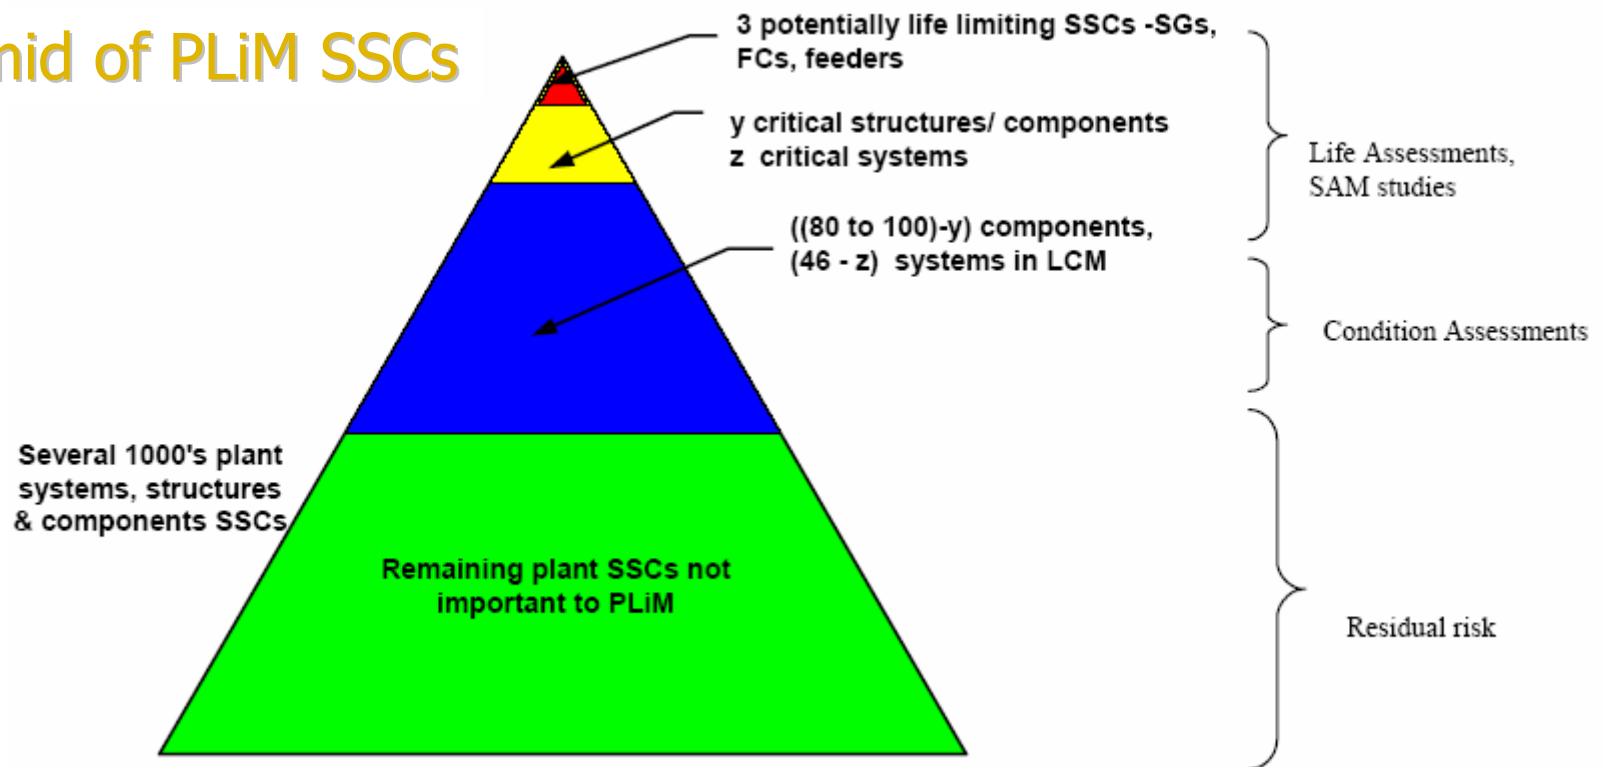 of PLiM SSCs
3 potentially life limiting SSCs -SGs,
FCs, feeders
y critical structures/ components
z critical systems
Life Assessments,
SAM studies
((80 to 100)-y) components,
(46 - z) systems in LCM
Condition Assessments
Several 1000's plant
systems, structures
& components SSCs
Remaining plant SSCs not
important to PLiM
Residual risk